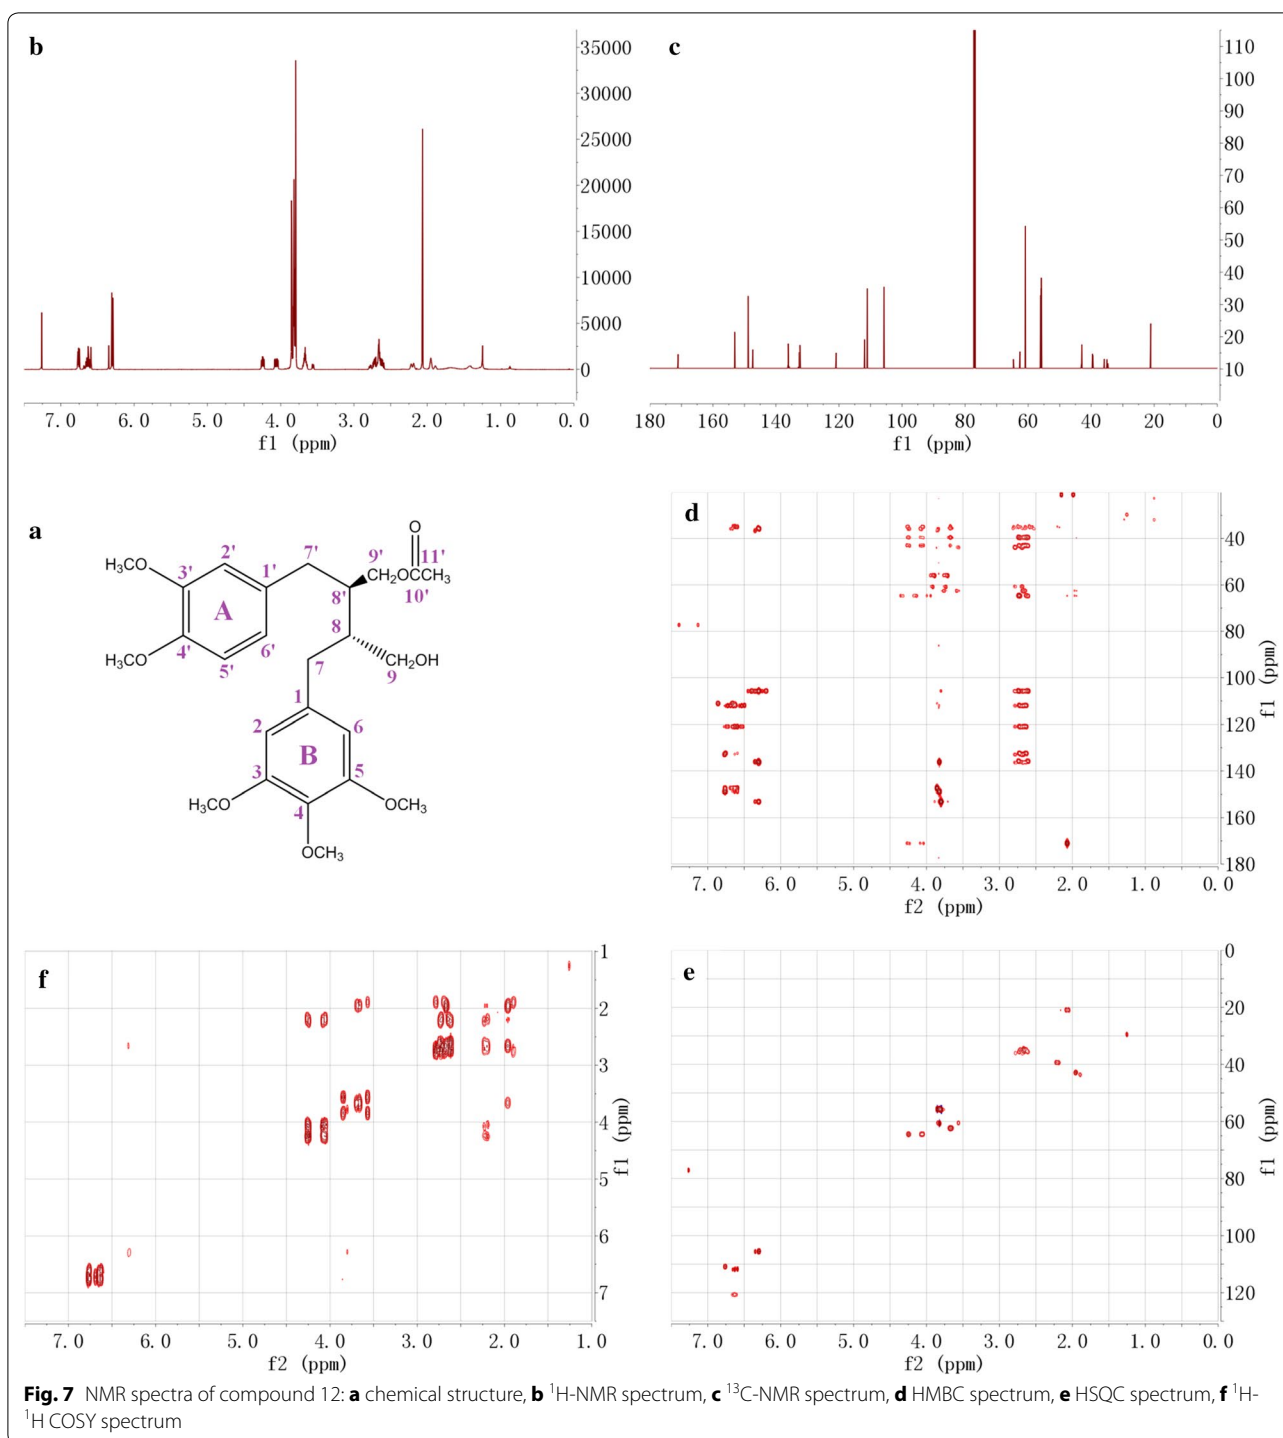 b
35000
30000
25000
20000
15000
10000
5000
0
7.0 6.0 5.0 4.0 3.0 2.0 1.0 0.0
f1 (ppm)
c
110
100
90
80
70
60
50
40
30
20
10
180 160 140 120 100 80 60 40 20 0
f1 (ppm)
a
O
11'
9'
CH₂OCCH₃
10'
7'
2'
H₃CO
3'
1'
8'
A
8
4'
6'
H₃CO
5'
7
CH₂OH
9
1
2
6
B
3
5
H₃CO
4
OCH₃
OCH₃
d
40
60
80
100
120
140
160
180
f1 (ppm)
7.0 6.0 5.0 4.0 3.0 2.0 1.0 0.0
f2 (ppm)
f
1
2
3
4
5
6
7
f1 (ppm)
7.0 6.0 5.0 4.0 3.0 2.0 1.0
f2 (ppm)
e
0
20
40
60
80
100
120
f1 (ppm)
7.0 6.0 5.0 4.0 3.0 2.0 1.0 0.0
f2 (ppm)
Fig. 7 NMR spectra of compound 12: a chemical structure, b ¹H-NMR spectrum, c ¹³C-NMR spectrum, d HMBC spectrum, e HSQC spectrum, f ¹H-
¹H COSY spectrum